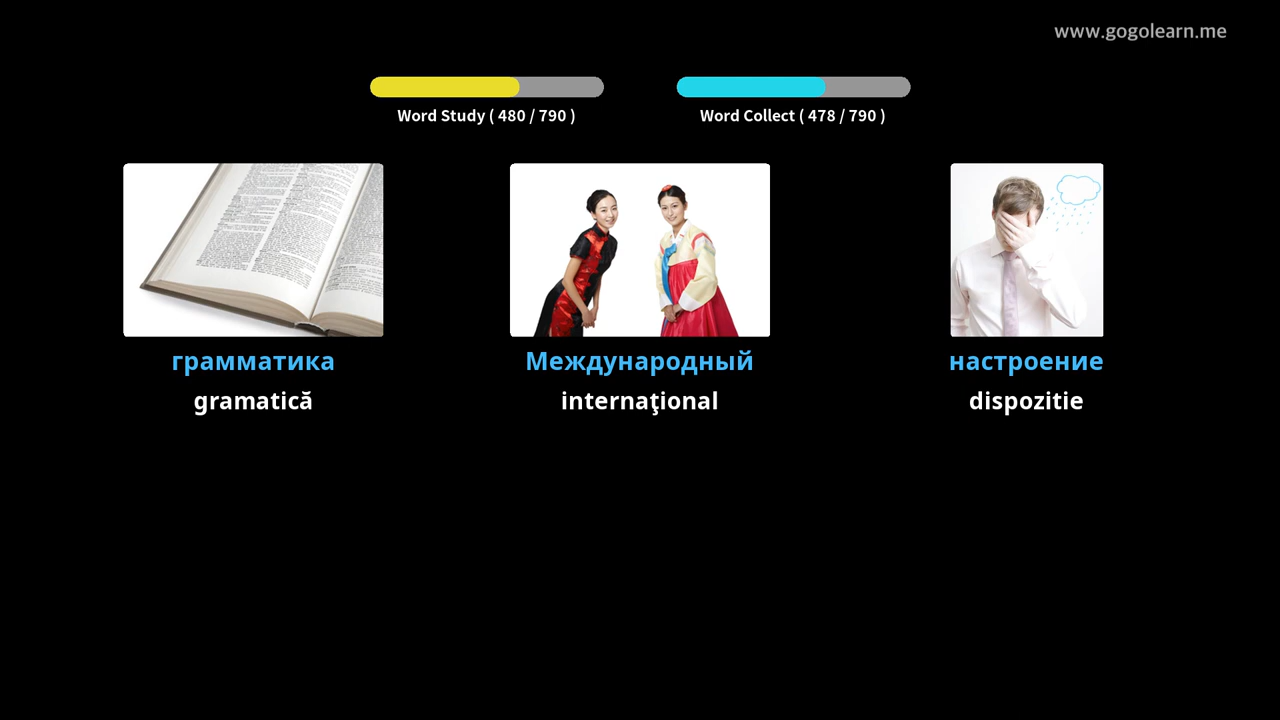 www.gogolearn.me
Word Study ( 480 / 790 )
Word Collect ( 478 / 790 )
грамматика
Международный
настроение
gramatică
internaţional
dispozitie